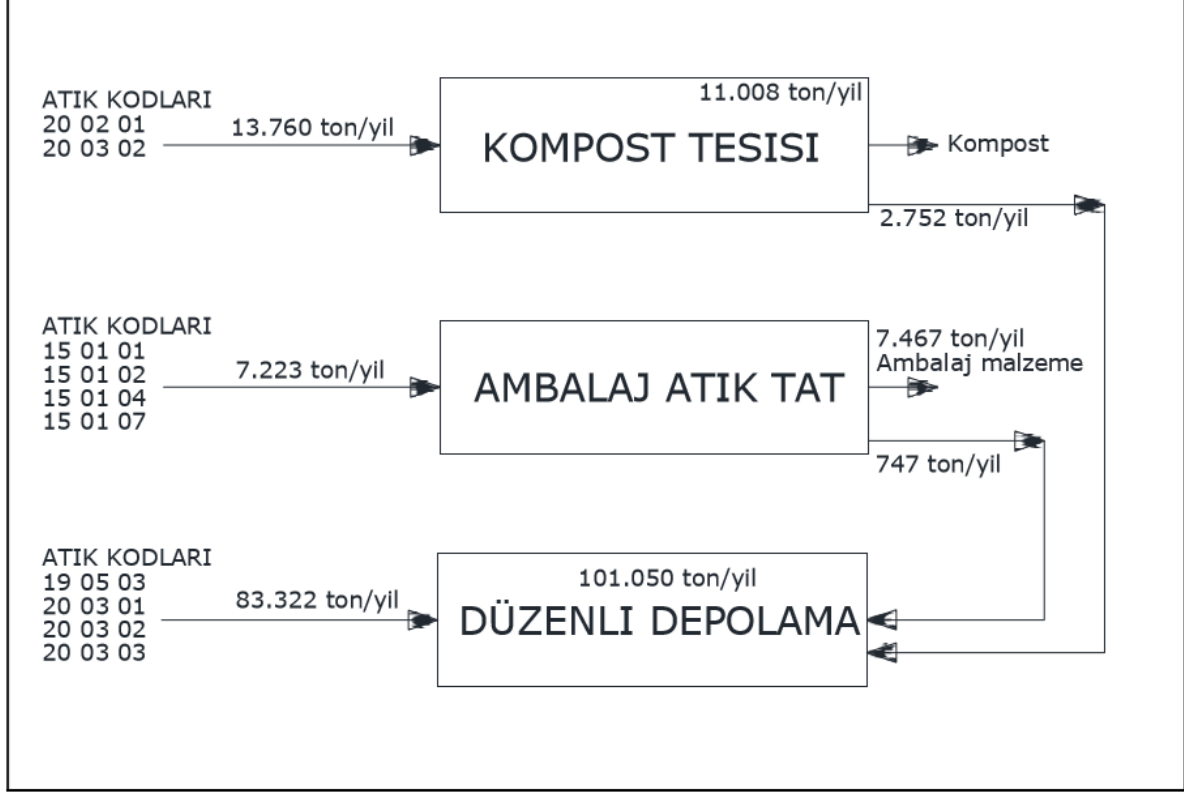 ATIK KODLARI
20 02 01
20 03 02
13.760 ton/yil
11.008 ton/yil
KOMPOST TESISI
Kompost
2.752 ton/yil
ATIK KODLARI
15 01 01
15 01 02
15 01 04
15 01 07
7.223 ton/yil
AMBALAJ ATIK TAT
7.467 ton/yil
Ambalaj malzeme
747 ton/yil
ATIK KODLARI
19 05 03
20 03 01
20 03 02
20 03 03
83.322 ton/yil
101.050 ton/yil
DÜZENLI DEPOLAMA